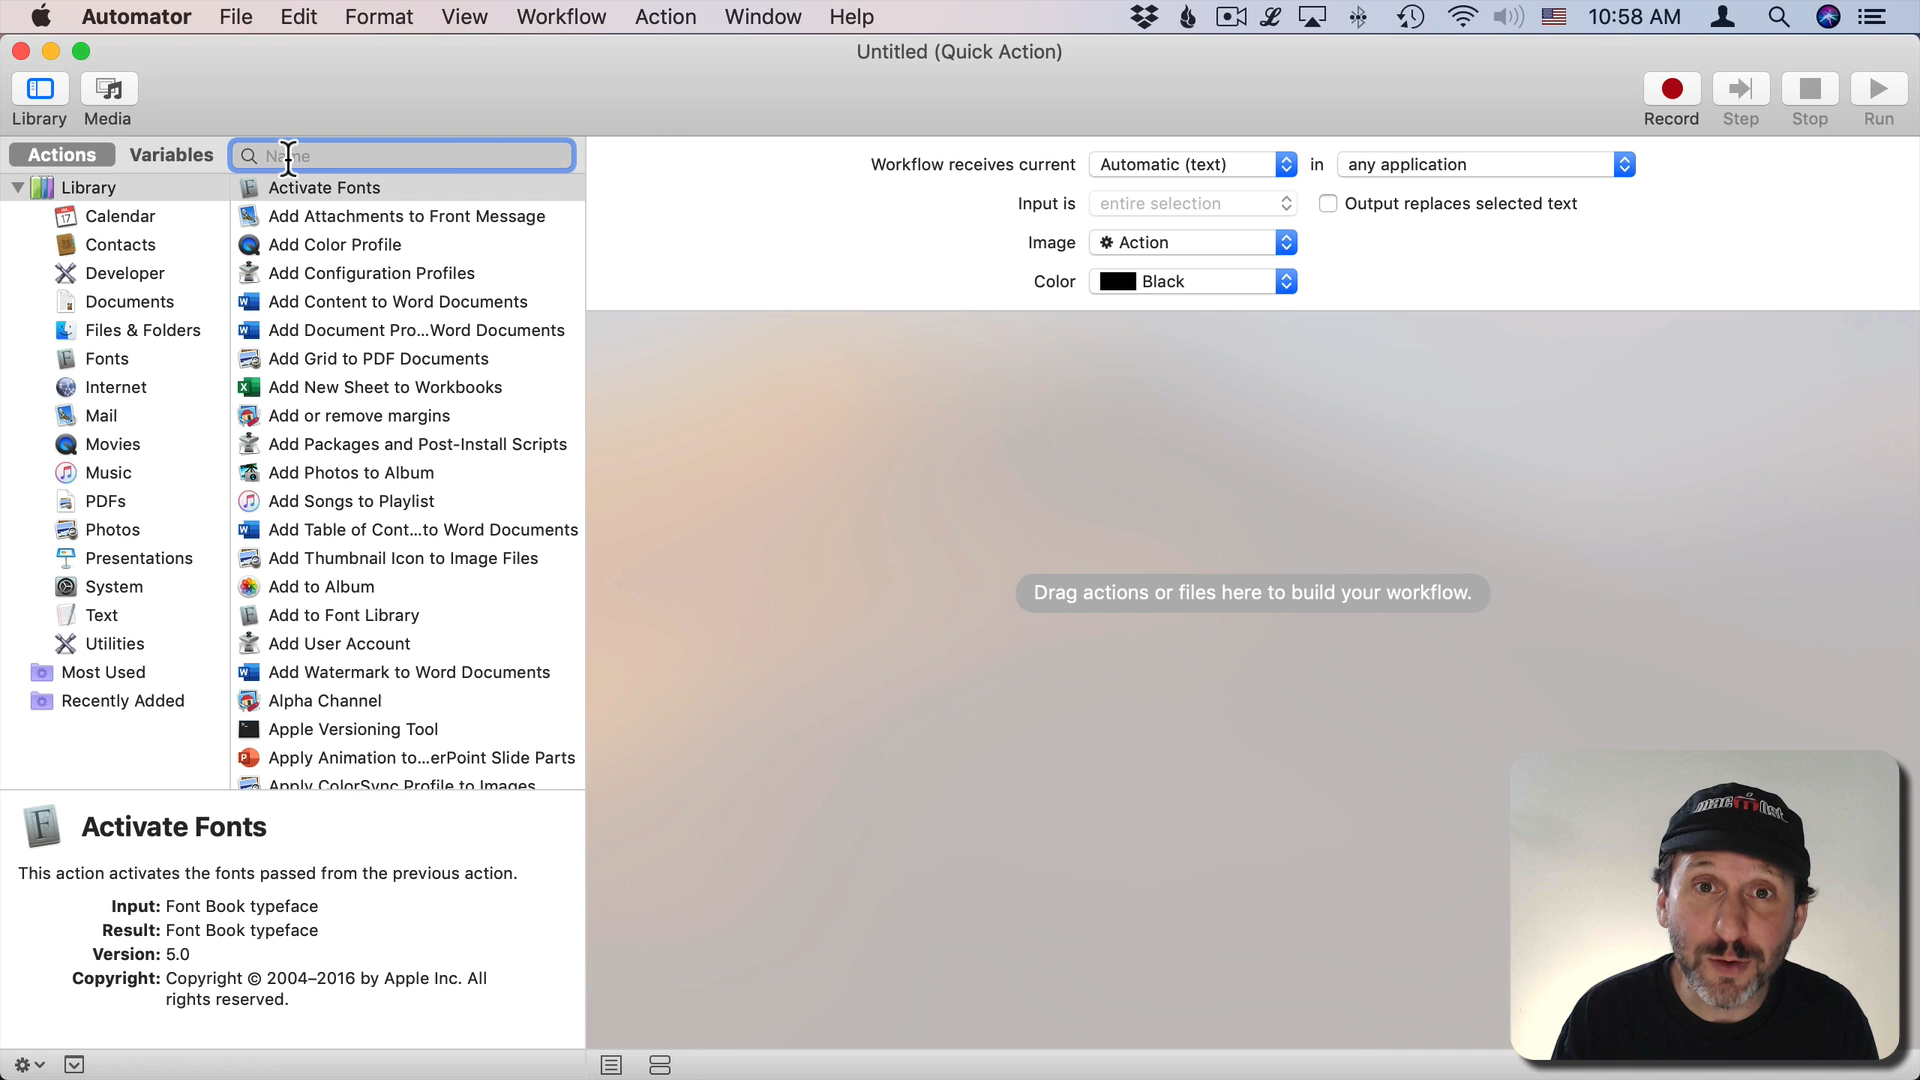 Automator File Edit Format View Workflow Action Window Help 10:58 AM
Untitled (Quick Action)
Library Media Record Step Stop Run
Actions Variables Name
Library
Calendar
Contacts
Developer
Documents
Files & Folders
Fonts
Internet
Mail
Movies
Music
PDFs
Photos
Presentations
System
Text
Utilities
Most Used
Recently Added
Activate Fonts
Add Attachments to Front Message
Add Color Profile
Add Configuration Profiles
Add Content to Word Documents
Add Document Pro...Word Documents
Add Grid to PDF Documents
Add New Sheet to Workbooks
Add or remove margins
Add Packages and Post-Install Scripts
Add Photos to Album
Add Songs to Playlist
Add Table of Cont...to Word Documents
Add Thumbnail Icon to Image Files
Add to Album
Add to Font Library
Add User Account
Add Watermark to Word Documents
Alpha Channel
Apple Versioning Tool
Apply Animation to...erPoint Slide Parts
Apply ColorSync Profile to Images
Workflow receives current Automatic (text) in any application
Input is entire selection Output replaces selected text
Image Action
Color Black
Drag actions or files here to build your workflow.
Activate Fonts
This action activates the fonts passed from the previous action.
Input: Font Book typeface
Result: Font Book typeface
Version: 5.0
Copyright: Copyright © 2004–2016 by Apple Inc. All
rights reserved.